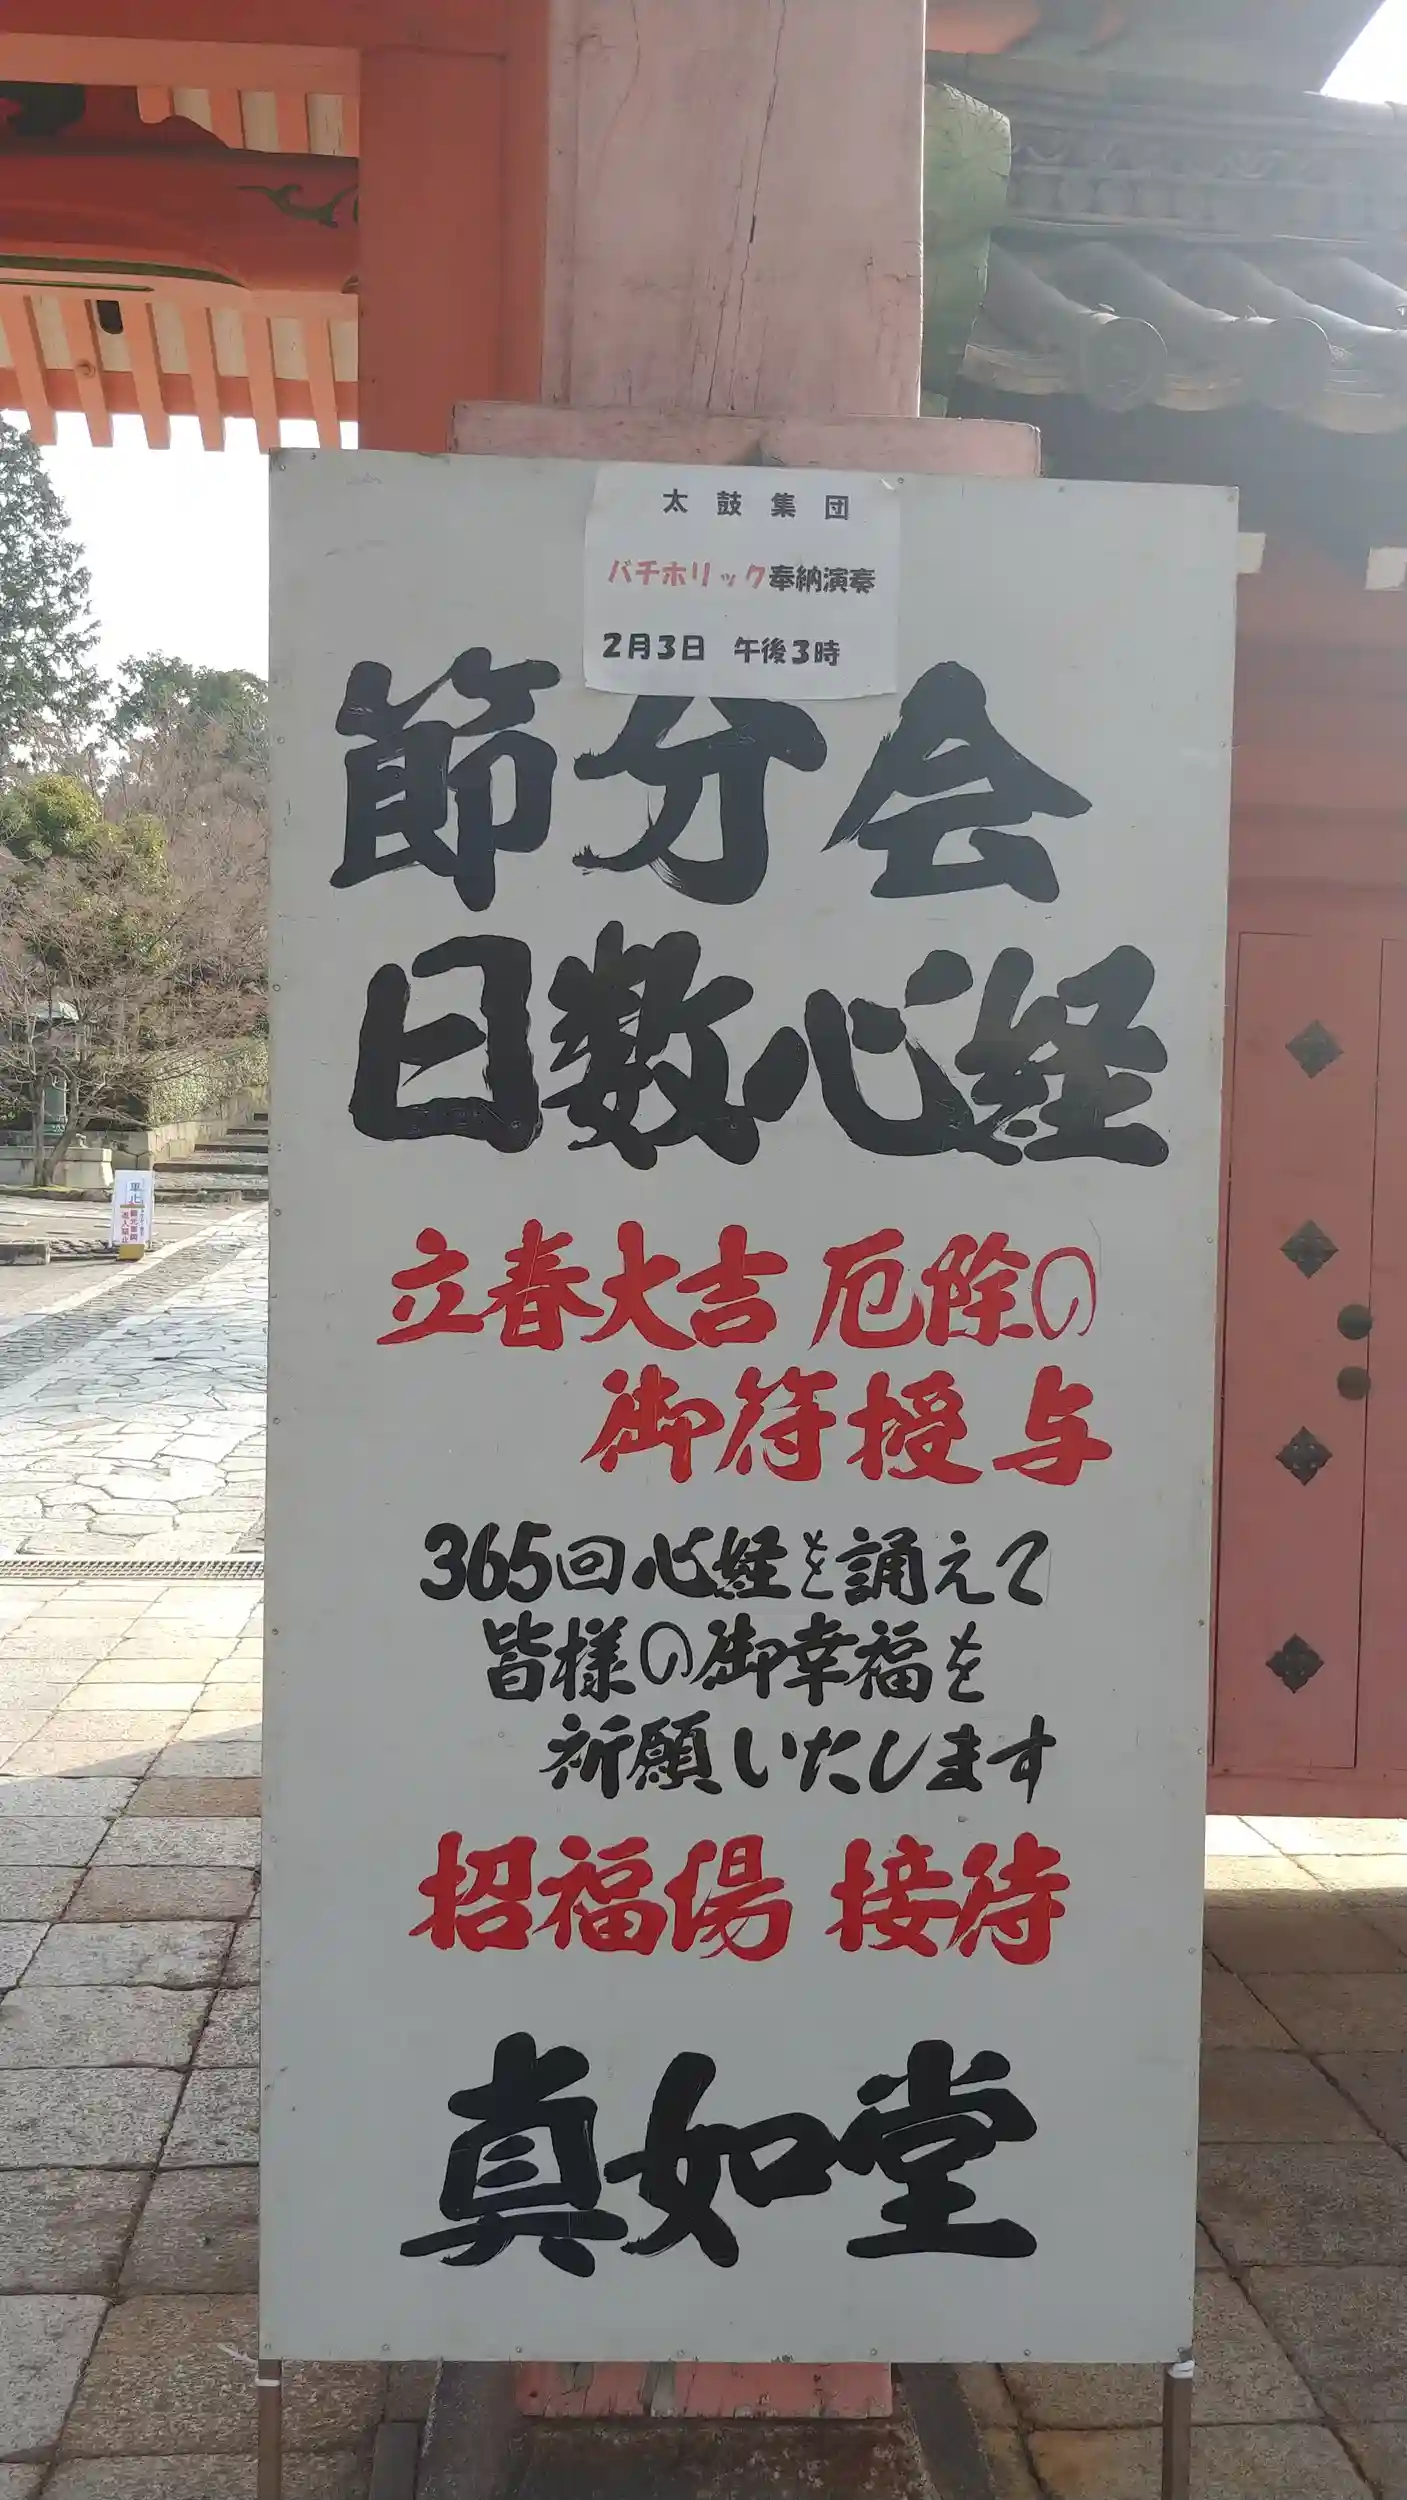 太鼓集団
バチホリック奉納演奏
2月3日 午後3時
節分会
日数心経
立春大吉 厄除の
御符授与
365回心経を誦えて
皆様の御幸福を
祈願いたします
招福湯 接待
真如堂
車止